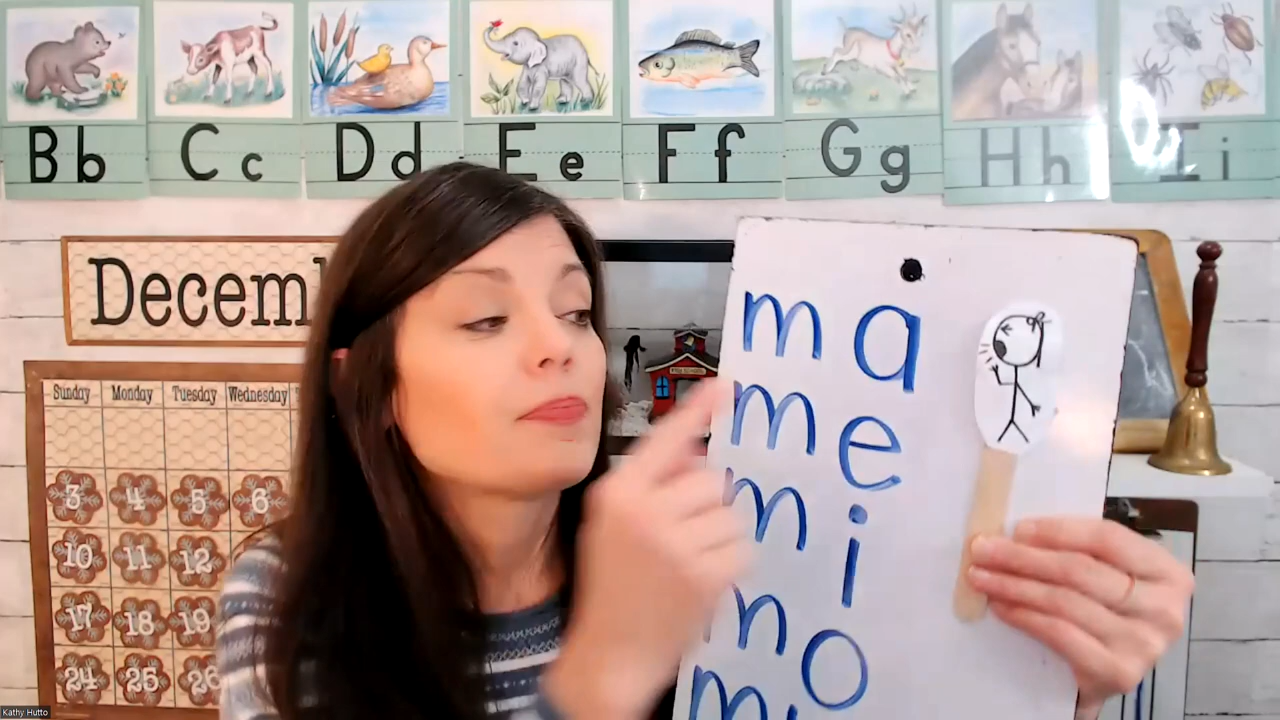 Bb Cc Dd Ee Ff Gg Hh Ii
Decem
Sunday Monday Tuesday Wednesday
3 4 5 6
10 11 12
17 18 19
24 25 26
ma
me
mi
mo
m
Kathy Hutto